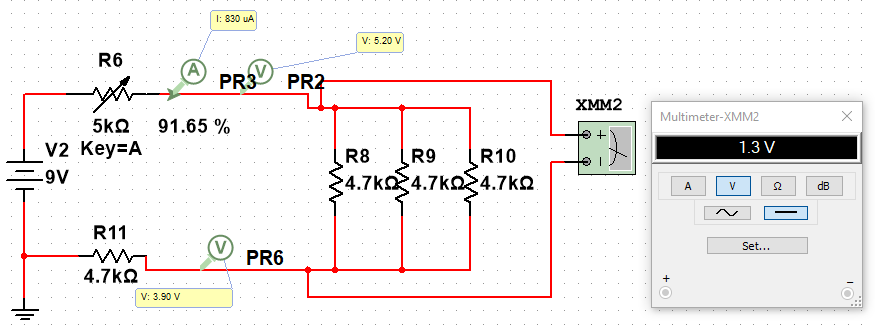 I: 830 uA
V: 5.20 V
R6
A
PR3
V
PR2
5kΩ
91.65 %
Key=A
V2
9V
R8
4.7kΩ
R9
4.7kΩ
R10
4.7kΩ
XMM2
+
Multimeter-XMM2
1.3 V
A
V
Ω
dB
Set...
+
−
R11
4.7kΩ
V
PR6
V: 3.90 V